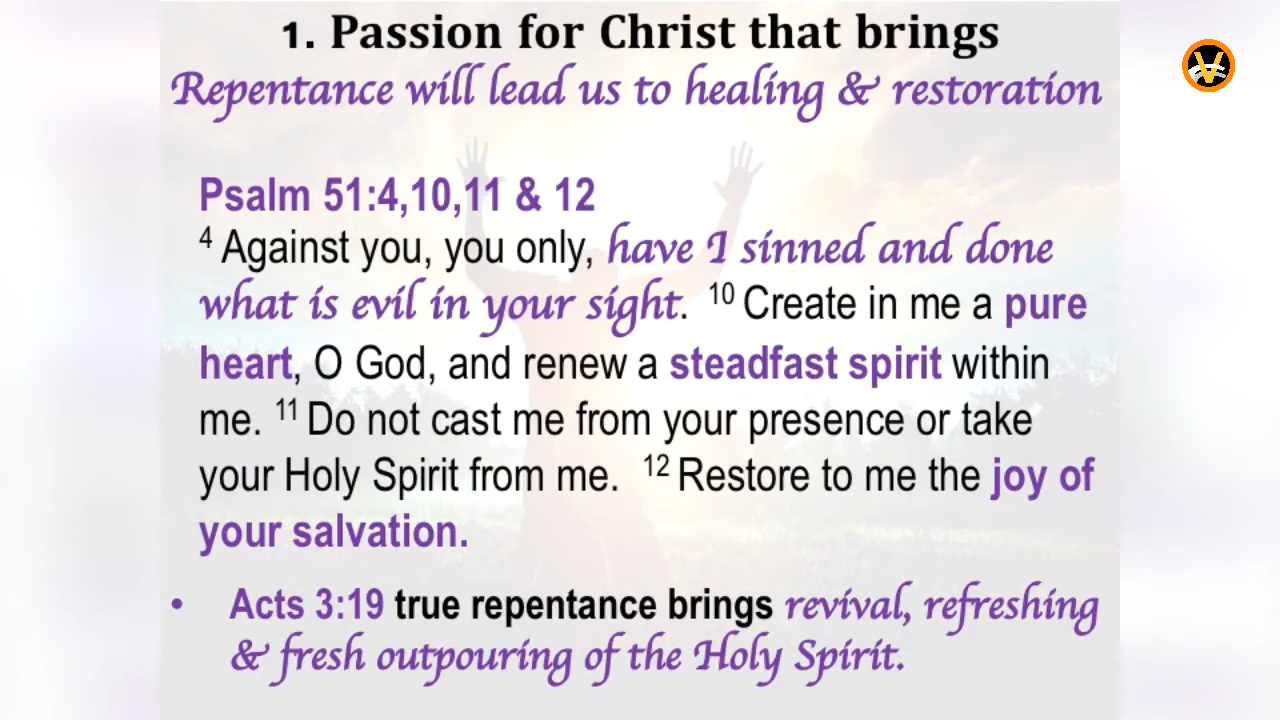 1. Passion for Christ that brings
Repentance will lead us to healing & restoration
Psalm 51:4,10,11 & 12
4 Against you, you only, have I sinned and done
what is evil in your sight. 10 Create in me a pure
heart, O God, and renew a steadfast spirit within
me. 11 Do not cast me from your presence or take
your Holy Spirit from me. 12 Restore to me the joy of
your salvation.
• Acts 3:19 true repentance brings revival, refreshing
& fresh outpouring of the Holy Spirit.
V